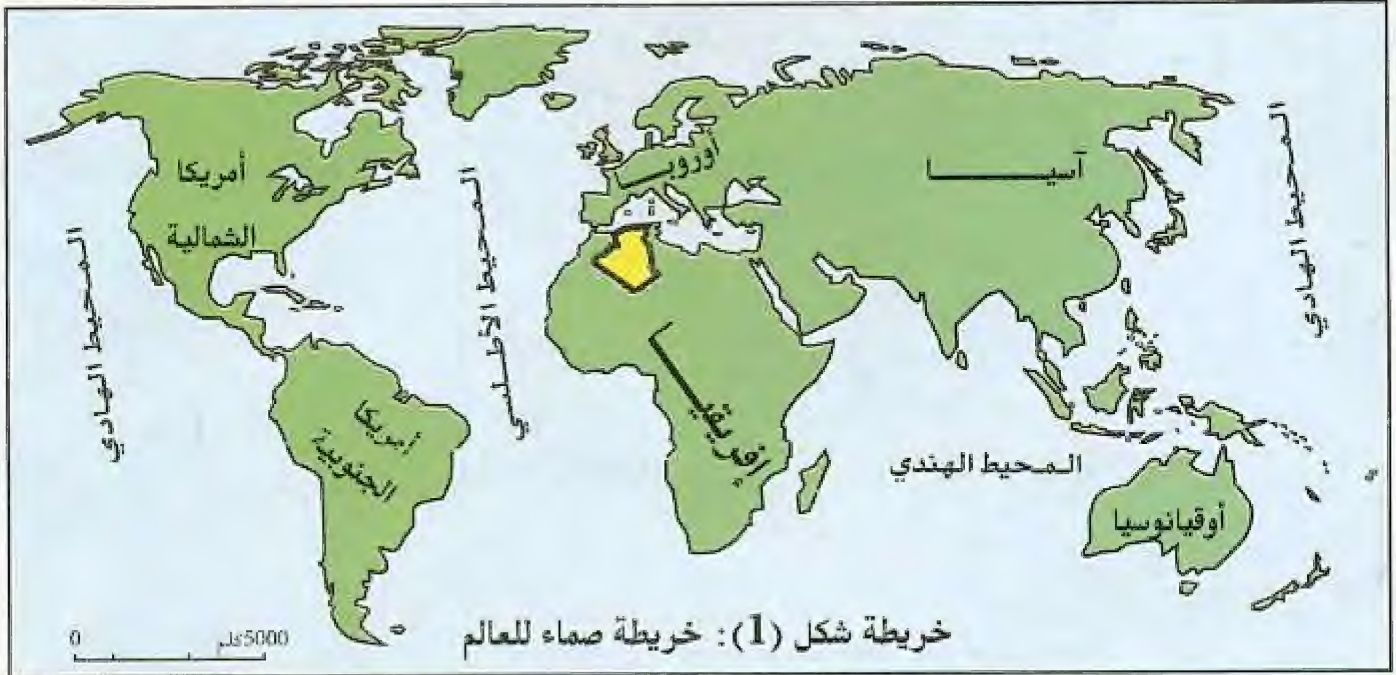 أمريكا
الشمالية
المحيط الهادي
المحيط الأطلسي
أوروبا
آسيا
المحيط الهادي
إفريقيا
أمريكا
الجنوبية
المحيط الهندي
أوقيانوسيا
0 5000كلم
خريطة شكل (1): خريطة صماء للعالم